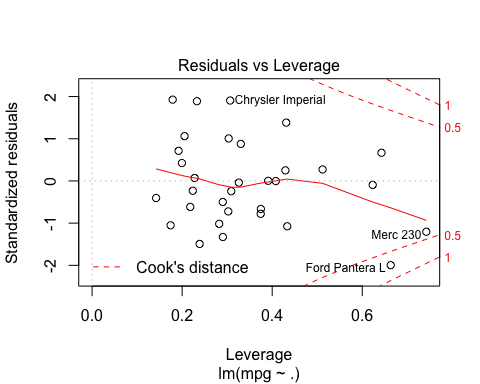 Residuals vs Leverage
Standardized residuals
2
1
0
-1
-2
Chrysler Imperial
Merc 230
Ford Pantera L
1
0.5
0.5
1
Cook's distance
0.0 0.2 0.4 0.6
Leverage
lm(mpg ~ .)